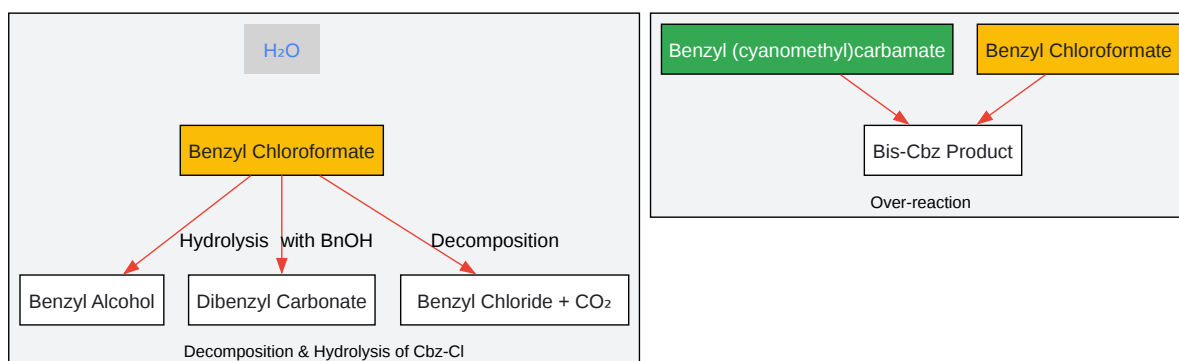 H₂O
Benzyl Chloroformate
Hydrolysis
with BnOH
Decomposition
Benzyl Alcohol
Dibenzyl Carbonate
Benzyl Chloride + CO₂
Decomposition & Hydrolysis of Cbz-Cl
Benzyl (cyanomethyl)carbamate
Benzyl Chloroformate
Bis-Cbz Product
Over-reaction